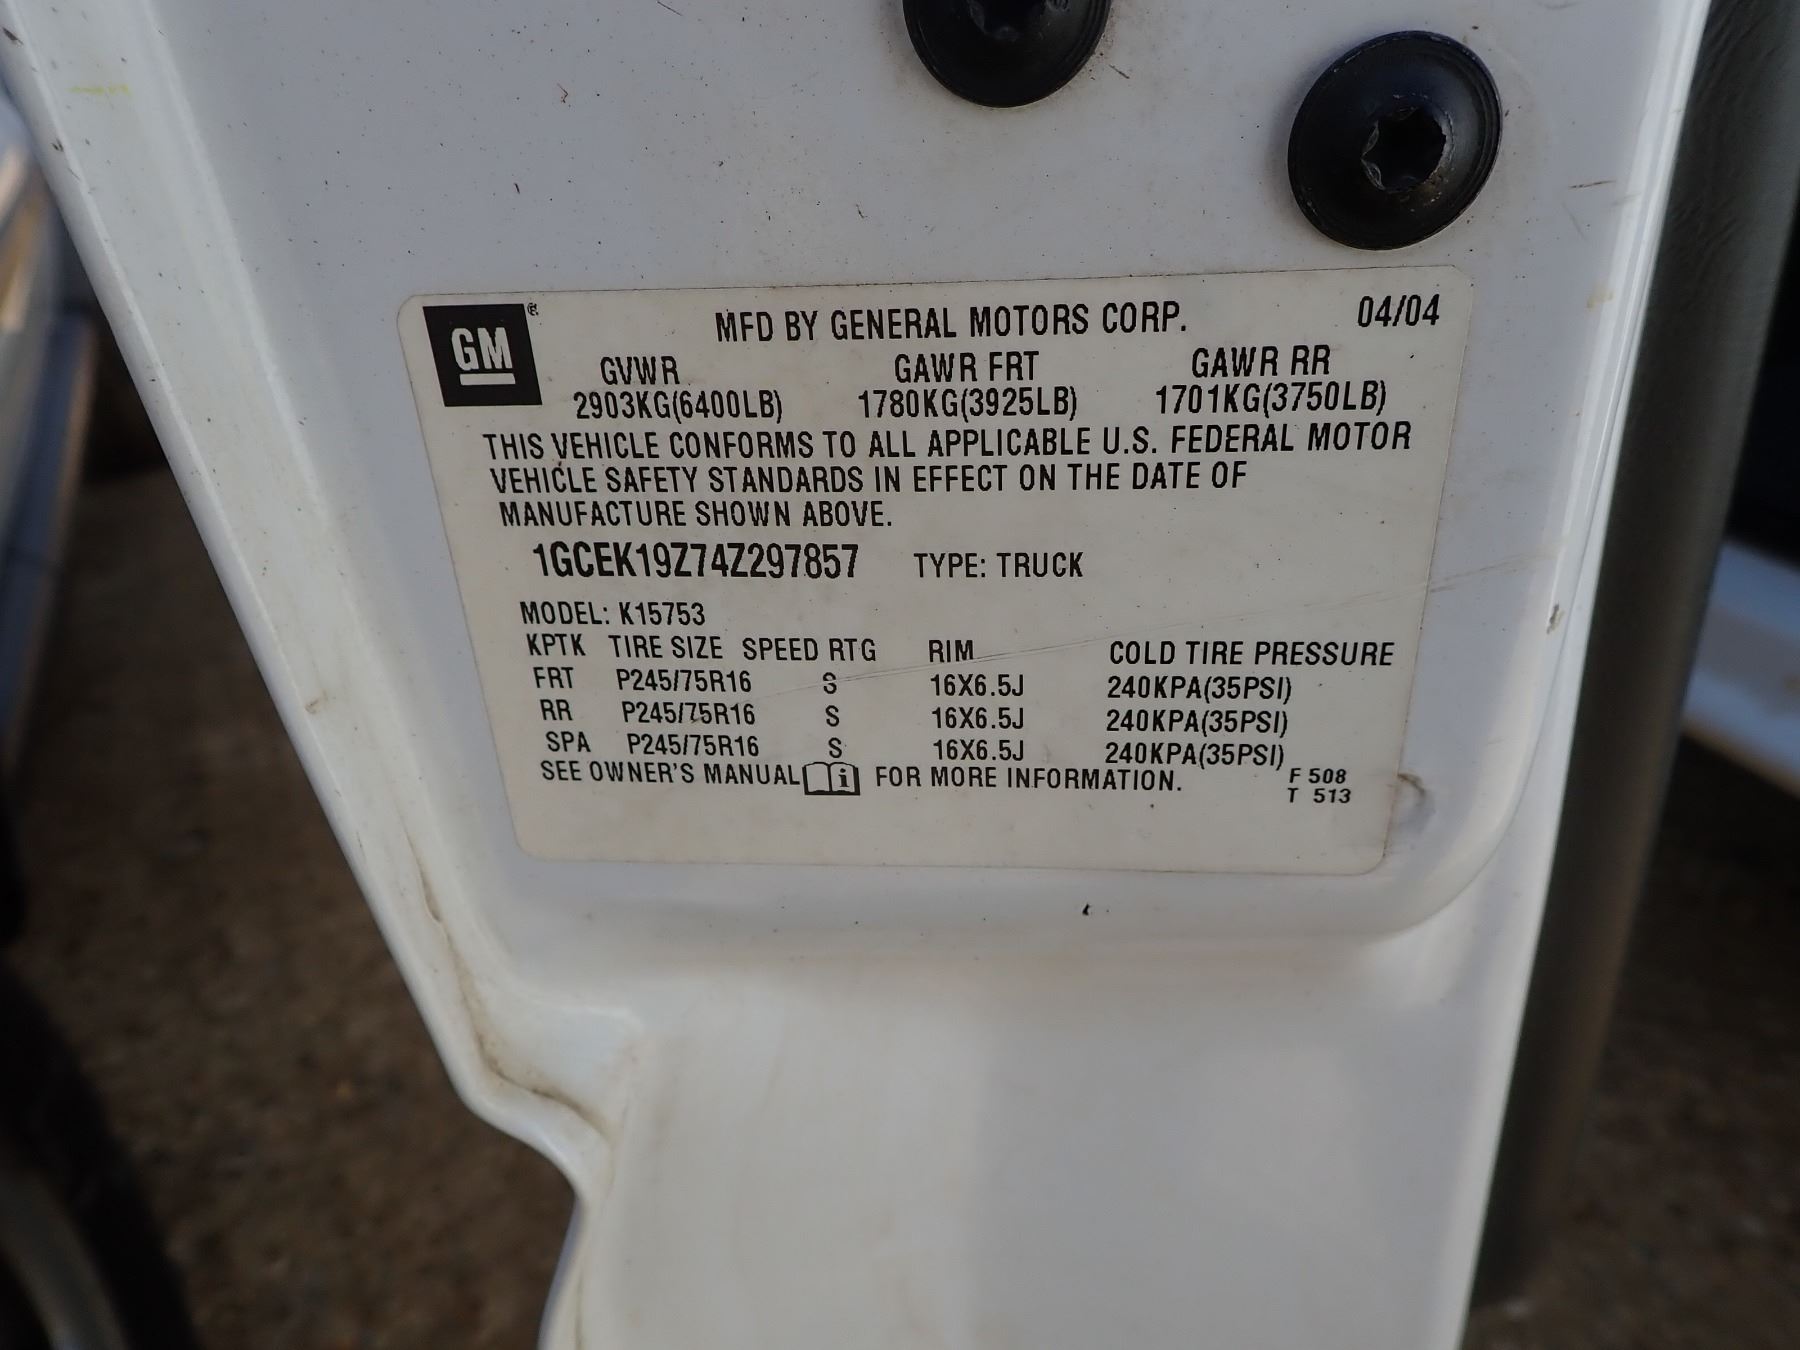 GM®
MFD BY GENERAL MOTORS CORP. 04/04
GVWR GAWR FRT GAWR RR
2903KG(6400LB) 1780KG(3925LB) 1701KG(3750LB)
THIS VEHICLE CONFORMS TO ALL APPLICABLE U.S. FEDERAL MOTOR
VEHICLE SAFETY STANDARDS IN EFFECT ON THE DATE OF
MANUFACTURE SHOWN ABOVE.
1GCEK19Z74Z297857 TYPE: TRUCK
MODEL: K15753
KPTK TIRE SIZE SPEED RTG RIM COLD TIRE PRESSURE
FRT P245/75R16 S 16X6.5J 240KPA(35PSI)
RR P245/75R16 S 16X6.5J 240KPA(35PSI)
SPA P245/75R16 S 16X6.5J 240KPA(35PSI)
SEE OWNER'S MANUAL i FOR MORE INFORMATION. F 508
T 513